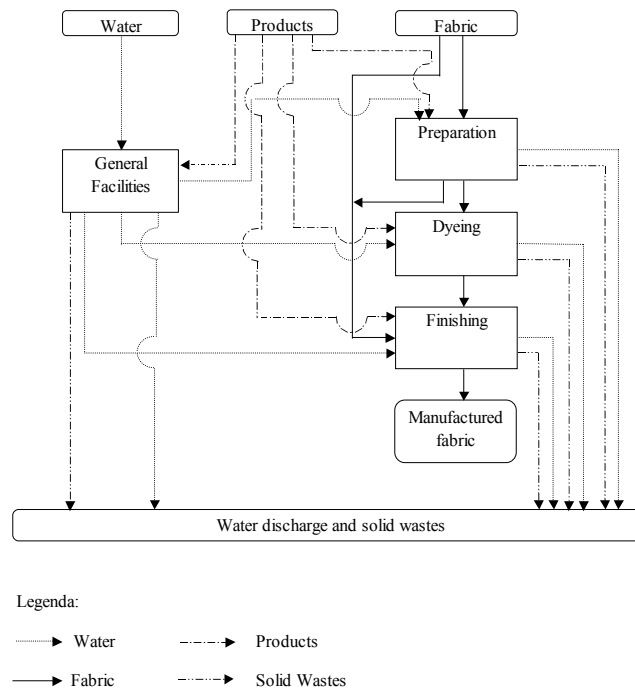 Water
Products
Fabric
Preparation
General
Facilities
Dyeing
Finishing
Manufactured
fabric
Water discharge and solid wastes
Legenda:
Water
Products
Fabric
Solid Wastes